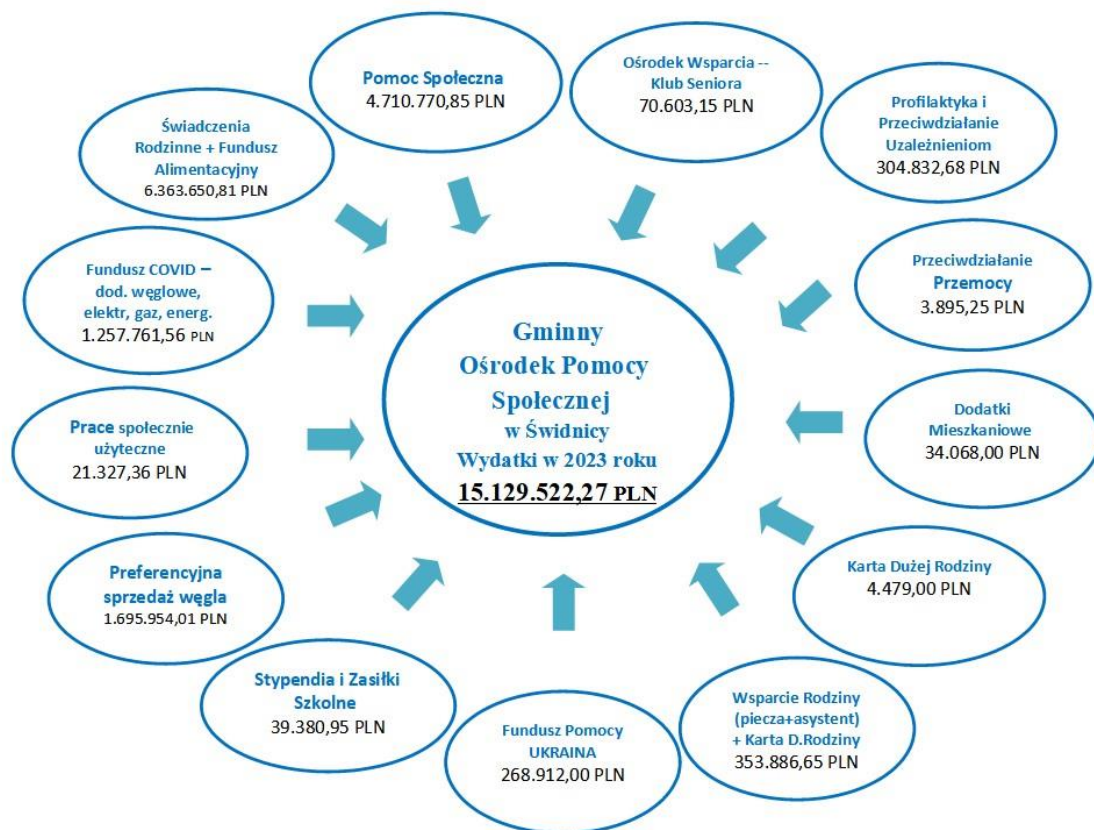 Pomoc Społeczna
4.710.770,85 PLN
Ośrodek Wsparcia --
Klub Seniora
70.603,15 PLN
Profilaktyka i
Przeciwdziałanie
Uzależnieniom
304.832,68 PLN
Przeciwdziałanie
Przemocy
3.895,25 PLN
Dodatki
Mieszkaniowe
34.068,00 PLN
Karta Dużej Rodziny
4.479,00 PLN
Wsparcie Rodziny
(piecza+asystent)
+ Karta D.Rodziny
353.886,65 PLN
Fundusz Pomocy
UKRAINA
268.912,00 PLN
Stypendia i Zasiłki
Szkolne
39.380,95 PLN
Preferencyjna
sprzedaż węgla
1.695.954,01 PLN
Prace społecznie
użyteczne
21.327,36 PLN
Fundusz COVID –
dod. węglowe,
elektr, gaz, energ.
1.257.761,56 PLN
Świadczenia
Rodzinne + Fundusz
Alimentacyjny
6.363.650,81 PLN
Gminny
Ośrodek Pomocy
Społecznej
w Świdnicy
Wydatki w 2023 roku
15.129.522,27 PLN